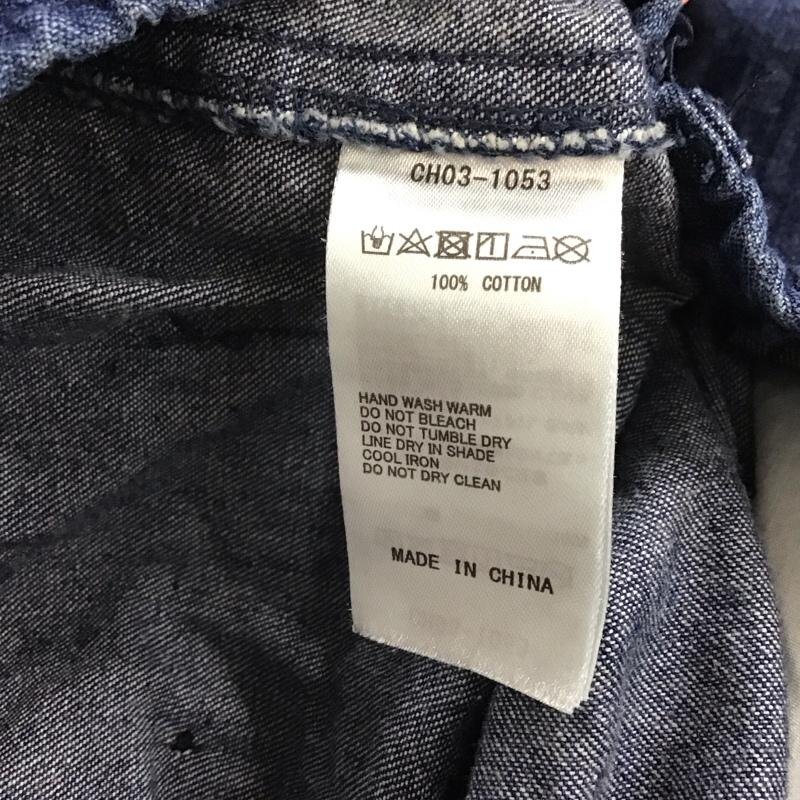 CH03-1053
100% COTTON
HAND WASH WARM
DO NOT BLEACH
DO NOT TUMBLE DRY
LINE DRY IN SHADE
COOL IRON
DO NOT DRY CLEAN
MADE IN CHINA